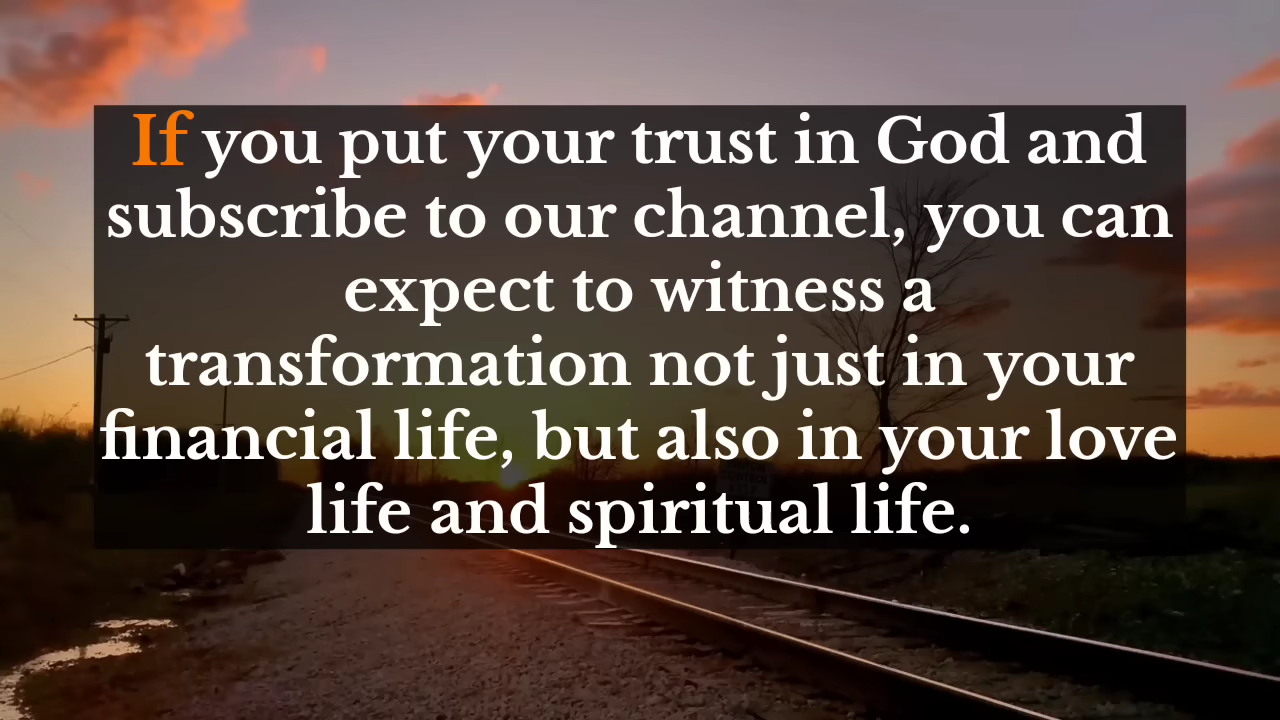 If you put your trust in God and
subscribe to our channel, you can
expect to witness a
transformation not just in your
financial life, but also in your love
life and spiritual life.